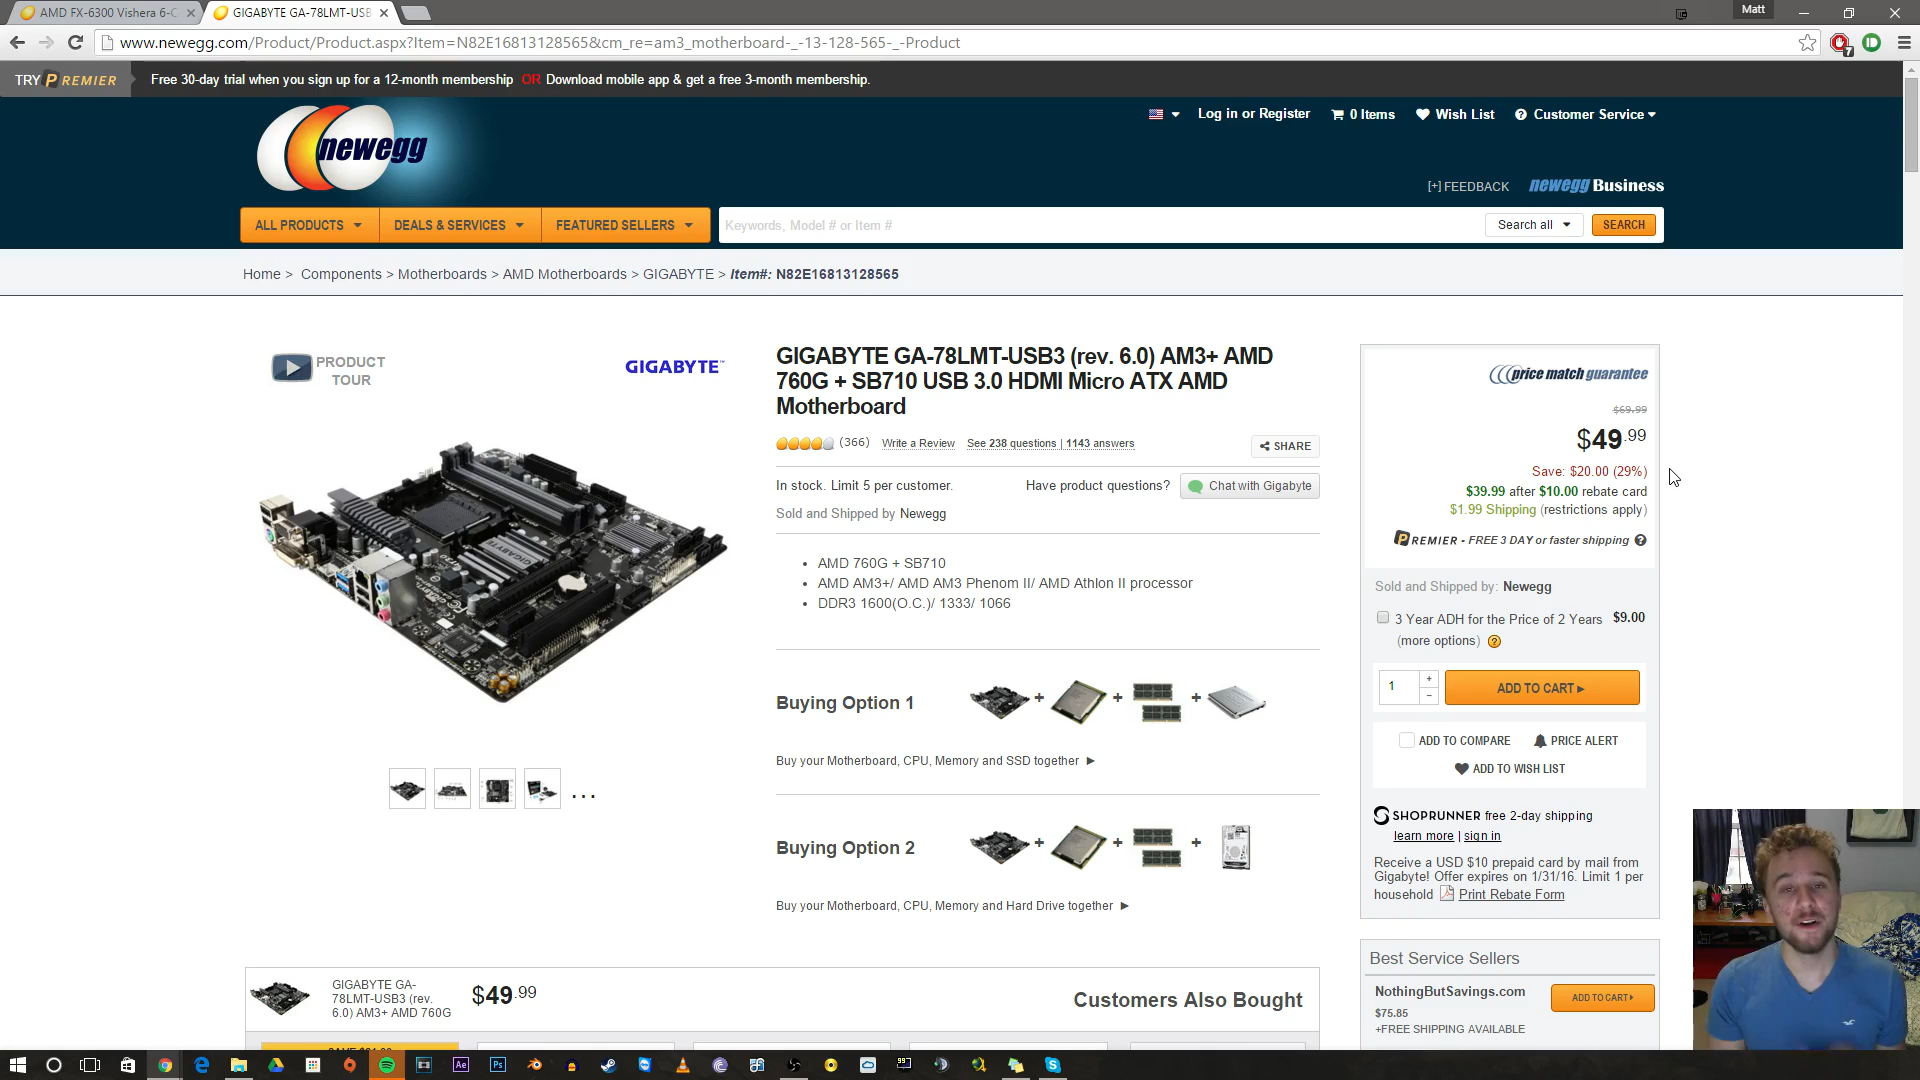 AMD FX-6300 Vishera 6-C
GIGABYTE GA-78LMT-USB
Matt
www.newegg.com/Product/Product.aspx?Item=N82E16813128565&cm_re=am3_motherboard-_-13-128-565-_-Product
7
TRY PREMIER
Free 30-day trial when you sign up for a 12-month membership OR Download mobile app & get a free 3-month membership.
newegg
Log in or Register
0 Items
Wish List
Customer Service
[+] FEEDBACK
newegg Business
ALL PRODUCTS
DEALS & SERVICES
FEATURED SELLERS
Keywords, Model # or Item #
Search all
SEARCH
Home > Components > Motherboards > AMD Motherboards > GIGABYTE > Item#: N82E16813128565
PRODUCT
TOUR
GIGABYTE™
GIGABYTE GA-78LMT-USB3 (rev. 6.0) AM3+ AMD
760G + SB710 USB 3.0 HDMI Micro ATX AMD
Motherboard
(366)
Write a Review
See 238 questions | 1143 answers
SHARE
In stock. Limit 5 per customer.
Have product questions?
Chat with Gigabyte
Sold and Shipped by Newegg
• AMD 760G + SB710
• AMD AM3+/ AMD AM3 Phenom II/ AMD Athlon II processor
• DDR3 1600(O.C.)/ 1333/ 1066
GIGABYTE
Buying Option 1
+ + +
Buy your Motherboard, CPU, Memory and SSD together
Buying Option 2
+ + +
Buy your Motherboard, CPU, Memory and Hard Drive together
...
price match guarantee
$69.99
$49.99
Save: $20.00 (29%)
$39.99 after $10.00 rebate card
$1.99 Shipping (restrictions apply)
PREMIER - FREE 3 DAY or faster shipping
Sold and Shipped by: Newegg
3 Year ADH for the Price of 2 Years
$9.00
(more options)
1
ADD TO CART
ADD TO COMPARE
PRICE ALERT
ADD TO WISH LIST
SHOPRUNNER free 2-day shipping
learn more | sign in
Receive a USD $10 prepaid card by mail from
Gigabyte! Offer expires on 1/31/16. Limit 1 per
household Print Rebate Form
Best Service Sellers
NothingButSavings.com
ADD TO CART
$75.85
+FREE SHIPPING AVAILABLE
GIGABYTE GA-
78LMT-USB3 (rev.
6.0) AM3+ AMD 760G
$49.99
Customers Also Bought
Ae
Ps
99